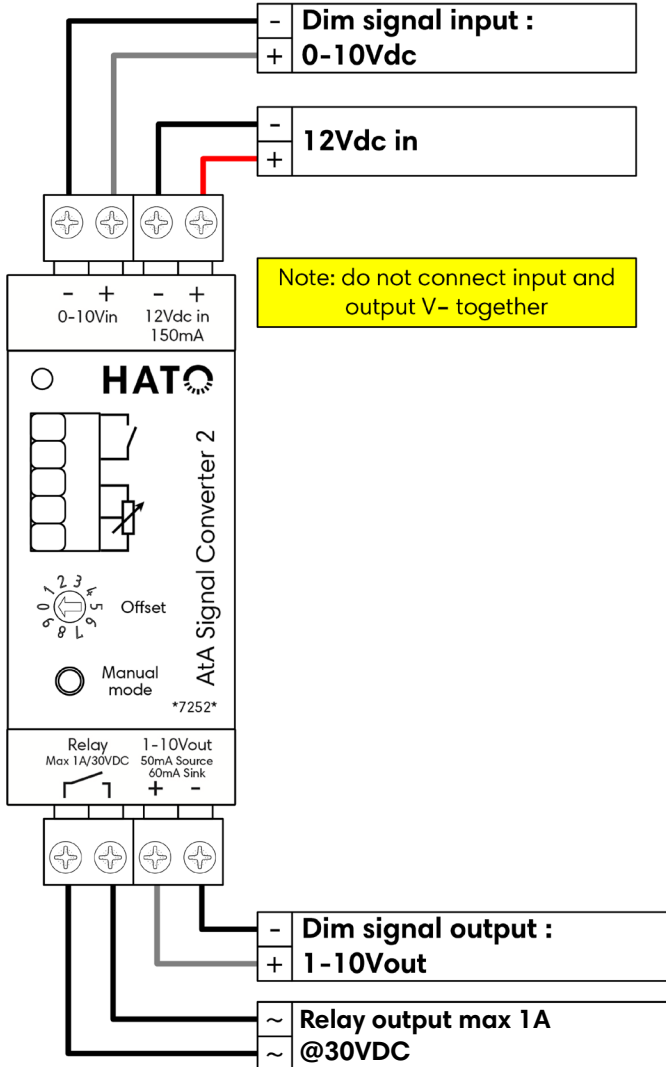 - Dim signal input :
+ 0-10Vdc
- 12Vdc in
+
Note: do not connect input and
output V- together
- + - +
0-10Vin 12Vdc in
150mA
HATO
AtA Signal Converter 2
0 1 2 3 4 5 6 7 8 9
Offset
Manual
mode
*7252*
Relay 1-10Vout
Max 1A/30VDC 50mA Source
60mA Sink
+ -
- Dim signal output :
+ 1-10Vout
~ Relay output max 1A
~ @30VDC